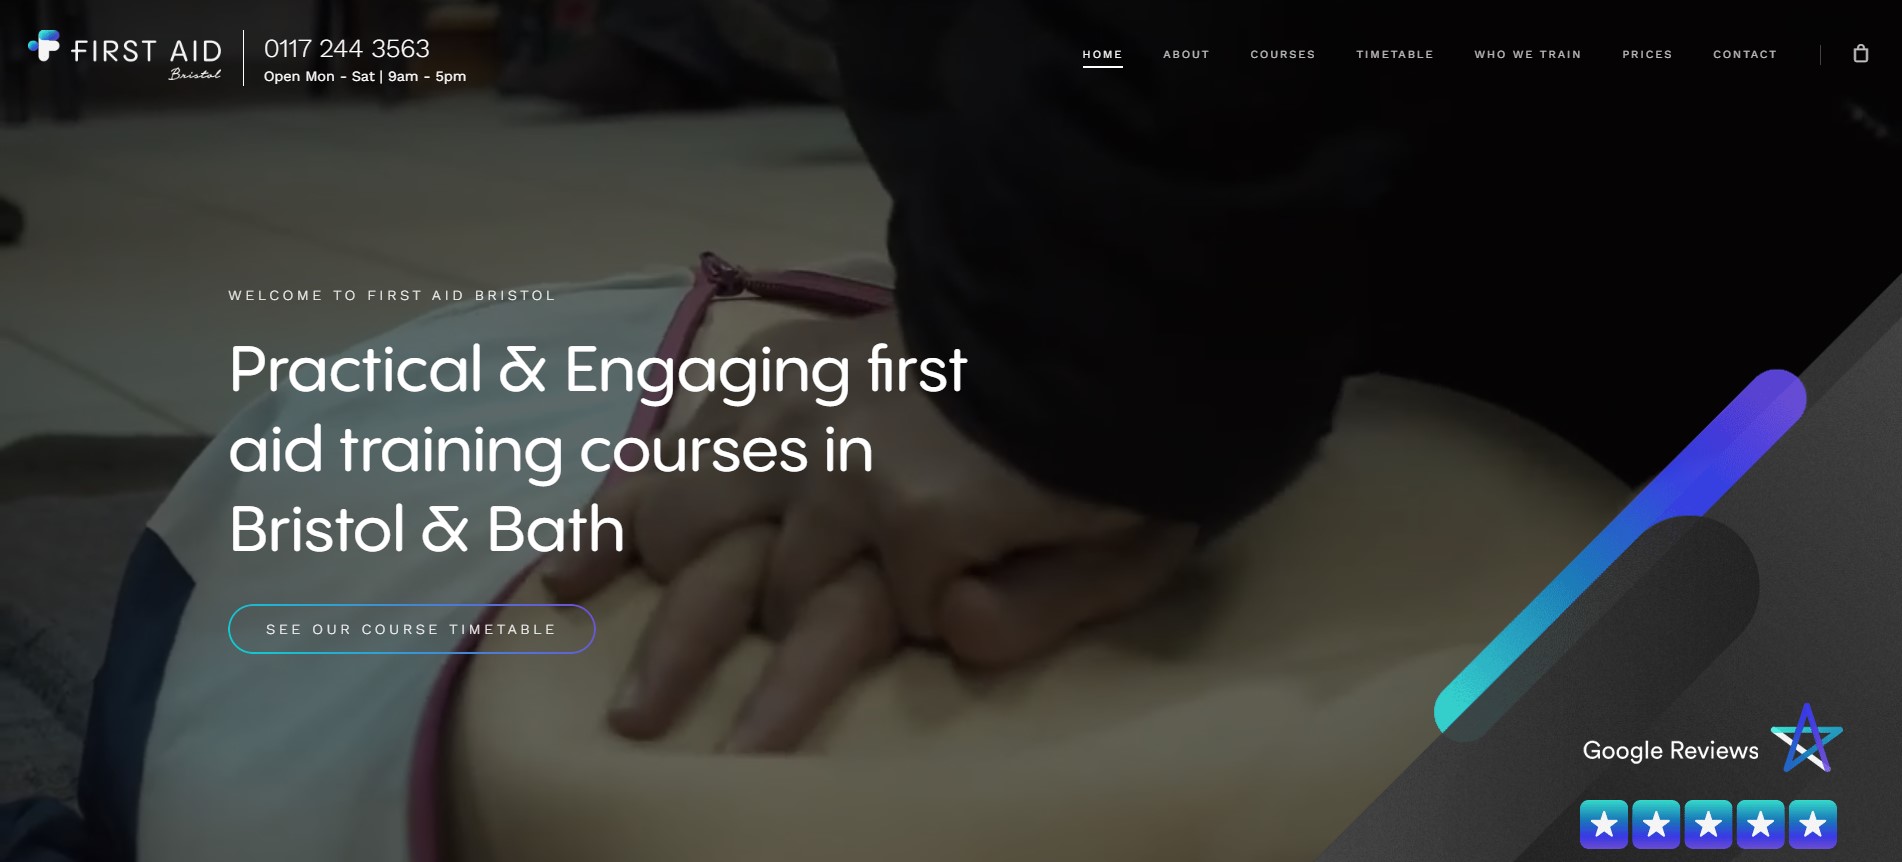 FIRST AID
Bristol
0117 244 3563
Open Mon - Sat | 9am - 5pm
HOME
ABOUT
COURSES
TIMETABLE
WHO WE TRAIN
PRICES
CONTACT
WELCOME TO FIRST AID BRISTOL
Practical & Engaging first
aid training courses in
Bristol & Bath
SEE OUR COURSE TIMETABLE
Google Reviews